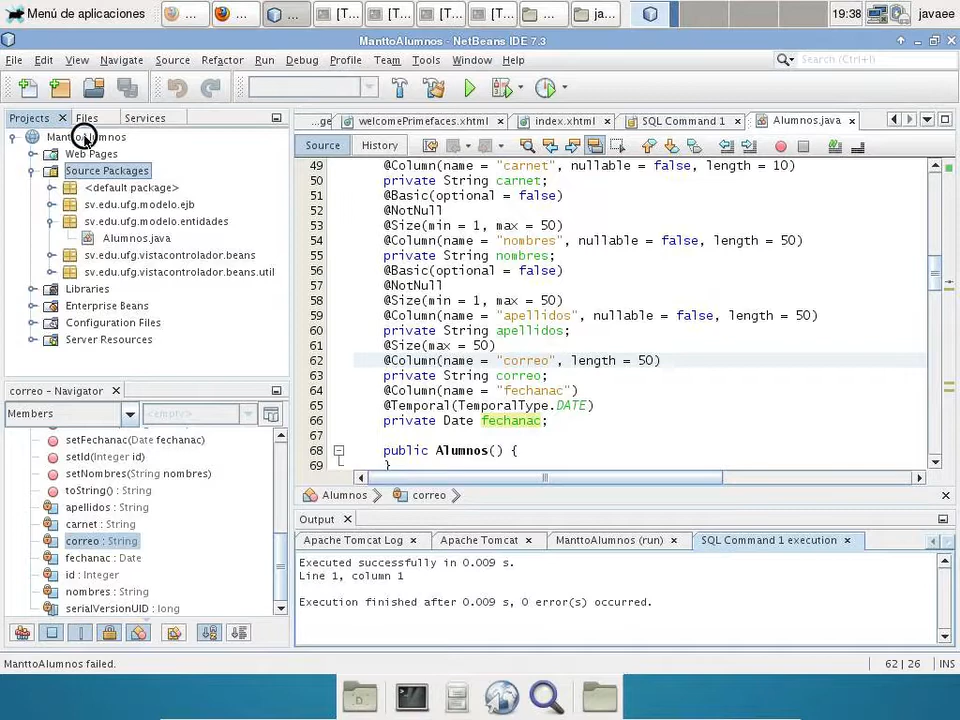 Menú de aplicaciones
...
...
...
[T...
[T...
[T...
[T...
...
ja...
19:38
javaee
ManttoAlumnos - NetBeans IDE 7.3
File Edit View Navigate Source Refactor Run Debug Profile Team Tools Window Help
Search (Ctrl+I)
Projects Files Services
ManttoAlumnos
Web Pages
Source Packages
<default package>
sv.edu.ufg.modelo.ejb
sv.edu.ufg.modelo.entidades
Alumnos.java
sv.edu.ufg.vistacontrolador.beans
sv.edu.ufg.vistacontrolador.beans.util
Libraries
Enterprise Beans
Configuration Files
Server Resources
correo - Navigator
Members
<empty>
setFechanac(Date fechanac)
setId(Integer id)
setNombres(String nombres)
toString() : String
apellidos : String
carnet : String
correo : String
fechanac : Date
id : Integer
nombres : String
serialVersionUID : long
...ge welcomePrimefaces.xhtml index.xhtml SQL Command 1 Alumnos.java
Source History
49 @Column(name = "carnet", nullable = false, length = 10)
50 private String carnet;
51 @Basic(optional = false)
52 @NotNull
53 @Size(min = 1, max = 50)
54 @Column(name = "nombres", nullable = false, length = 50)
55 private String nombres;
56 @Basic(optional = false)
57 @NotNull
58 @Size(min = 1, max = 50)
59 @Column(name = "apellidos", nullable = false, length = 50)
60 private String apellidos;
61 @Size(max = 50)
62 @Column(name = "correo", length = 50)
63 private String correo;
64 @Column(name = "fechanac")
65 @Temporal(TemporalType.DATE)
66 private Date fechanac;
67
68 public Alumnos() {
69 }
Alumnos correo
Output
Apache Tomcat Log Apache Tomcat ManttoAlumnos (run) SQL Command 1 execution
Executed successfully in 0.009 s.
Line 1, column 1
Execution finished after 0.009 s, 0 error(s) occurred.
ManttoAlumnos failed.
62 | 26 INS